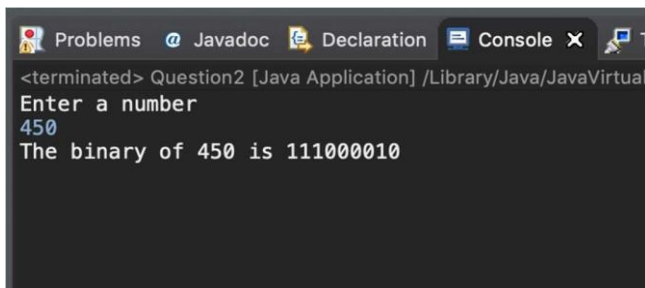 Problems @ Javadoc Declaration Console X
<terminated> Question2 [Java Application] /Library/Java/JavaVirtual
Enter a number
450
The binary of 450 is 111000010